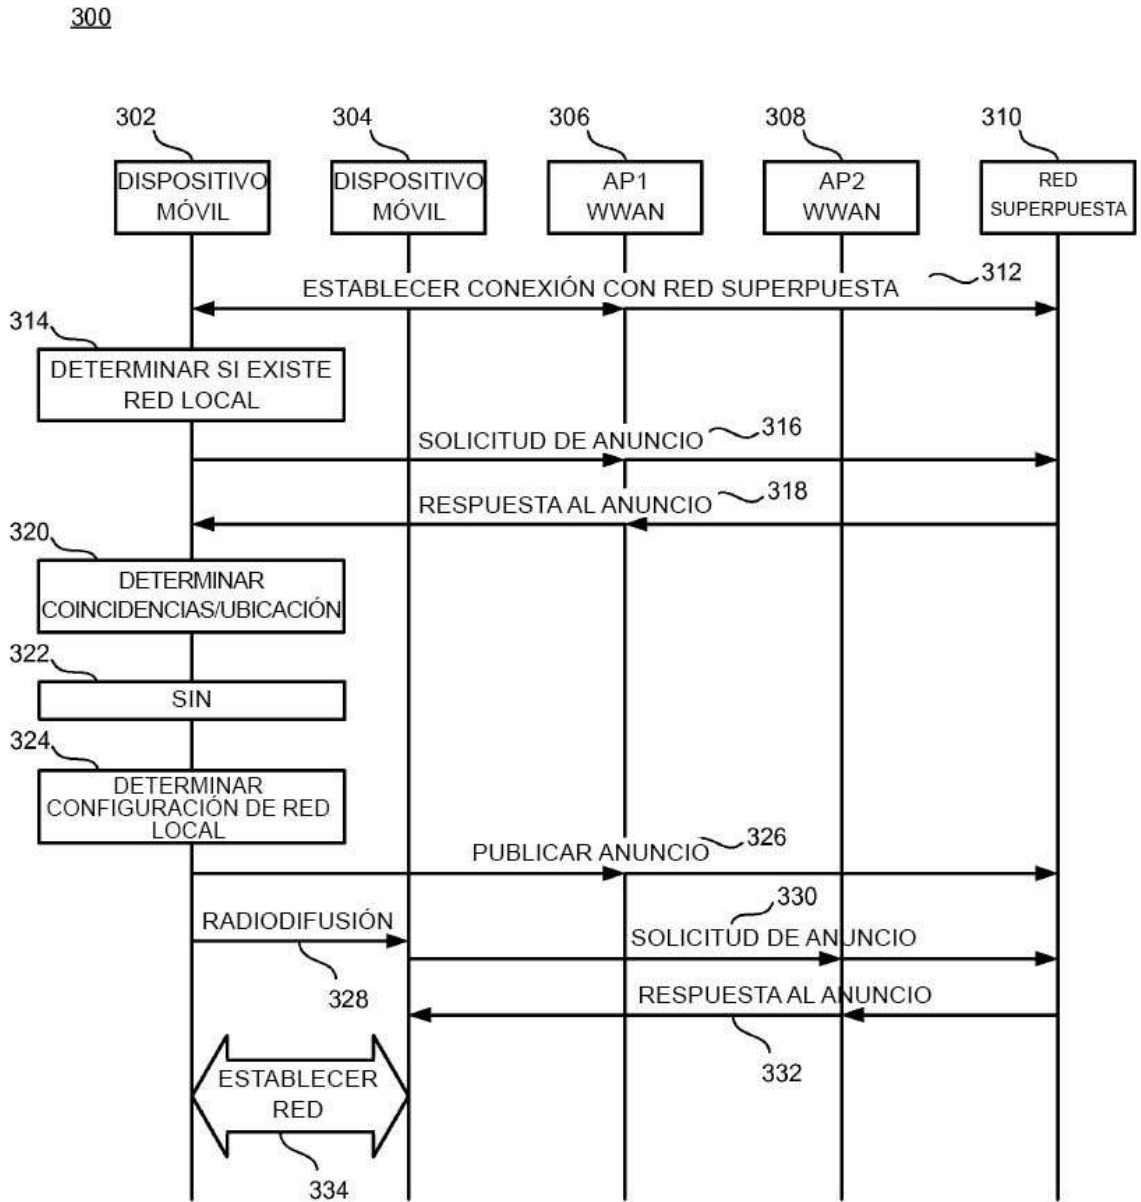 300
302
304
306
308
310
DISPOSITIVO
MÓVIL
DISPOSITIVO
MÓVIL
AP1
WWAN
AP2
WWAN
RED
SUPERPUESTA
312
ESTABLECER CONEXIÓN CON RED SUPERPUESTA
314
DETERMINAR SI EXISTE
RED LOCAL
316
SOLICITUD DE ANUNCIO
318
RESPUESTA AL ANUNCIO
320
DETERMINAR
COINCIDENCIAS/UBICACIÓN
322
SIN
324
DETERMINAR
CONFIGURACIÓN DE RED
LOCAL
326
PUBLICAR ANUNCIO
330
RADIODIFUSIÓN
SOLICITUD DE ANUNCIO
328
RESPUESTA AL ANUNCIO
332
ESTABLECER
RED
334